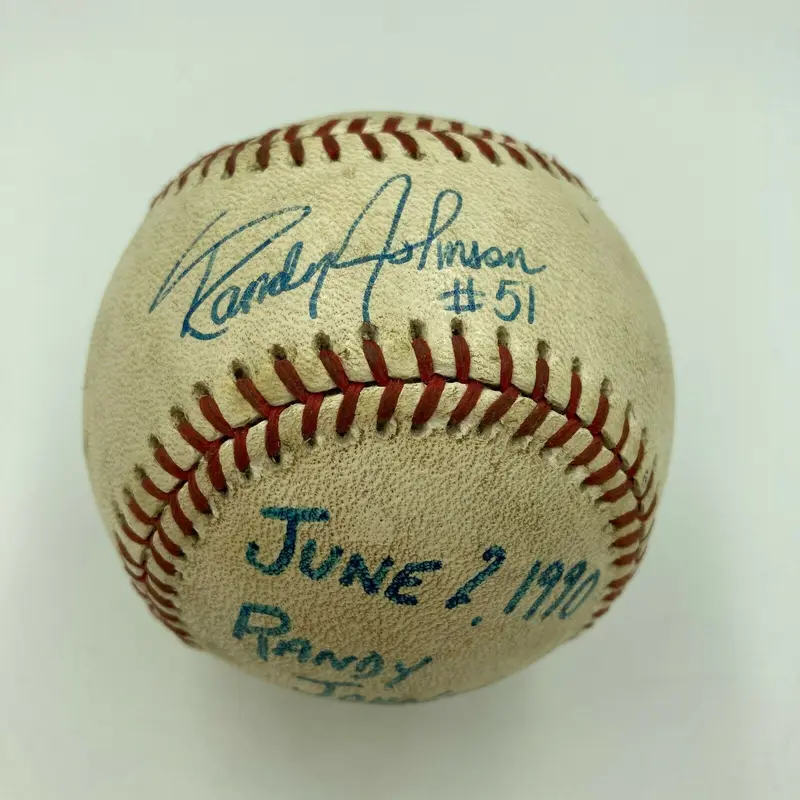 Randy Johnson
#51
JUNE 2, 1990
RANDY